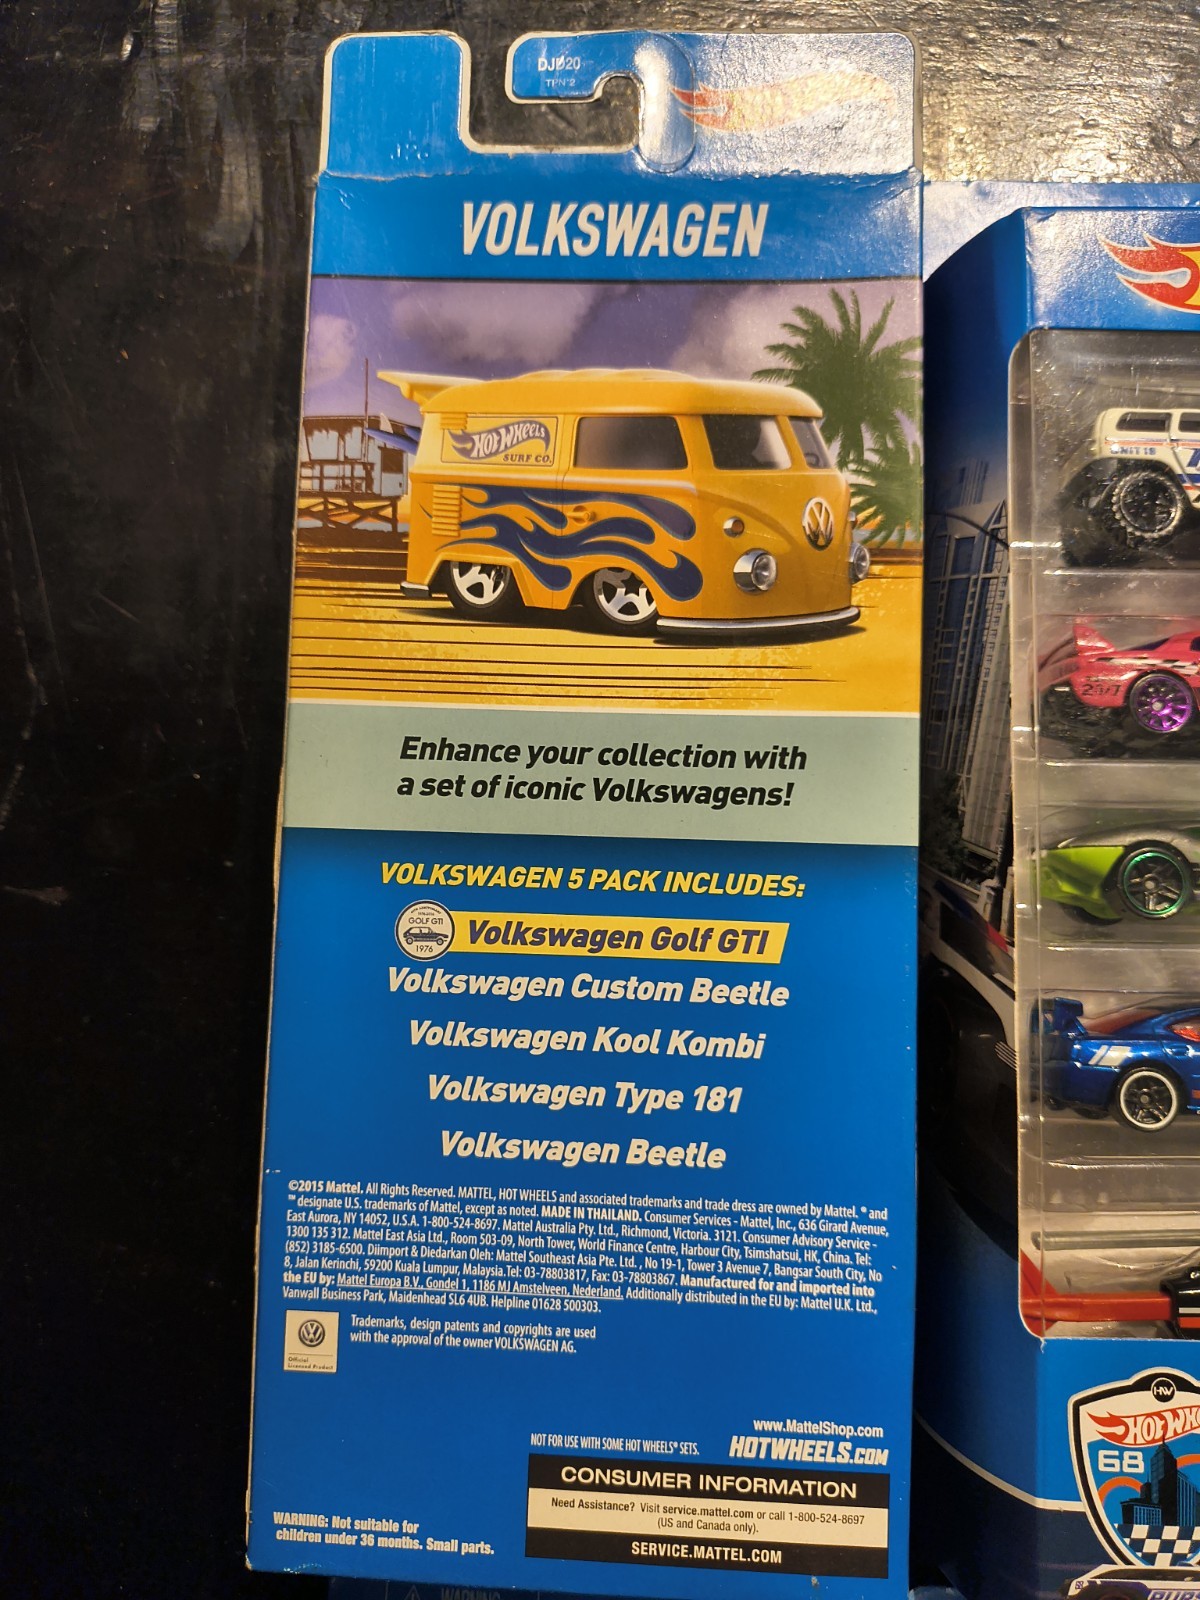 DJD20
VOLKSWAGEN
HOT WHEELS
SURF CO.
Enhance your collection with
a set of iconic Volkswagens!
VOLKSWAGEN 5 PACK INCLUDES:
GOLF GTI
1976
Volkswagen Golf GTI
Volkswagen Custom Beetle
Volkswagen Kool Kombi
Volkswagen Type 181
Volkswagen Beetle
©2015 Mattel. All Rights Reserved. MATTEL, HOT WHEELS and associated trademarks and trade dress are owned by Mattel. ® and
™ designate U.S. trademarks of Mattel, except as noted. MADE IN THAILAND. Consumer Services - Mattel, Inc., 636 Girard Avenue,
East Aurora, NY 14052, U.S.A. 1-800-524-8697. Mattel Australia Pty. Ltd., Richmond, Victoria. 3121. Consumer Advisory Service -
1300 135 312. Mattel East Asia Ltd., Room 503-09, North Tower, World Finance Centre, Harbour City, Tsimshatsui, HK, China. Tel:
(852) 3185-6500. Diimport & Diedarkan Oleh: Mattel Southeast Asia Pte. Ltd., No 19-1, Tower 3 Avenue 7, Bangsar South City, No
8, Jalan Kerinchi, 59200 Kuala Lumpur, Malaysia. Tel: 03-78803817, Fax: 03-78803867. Manufactured for and imported into
the EU by: Mattel Europa B.V., Gondel 1, 1186 MJ Amstelveen, Nederland. Additionally distributed in the EU by: Mattel U.K. Ltd.,
Vanwall Business Park, Maidenhead SL6 4UB. Helpline 01628 500303.
Official
Licensed Product
Trademarks, design patents and copyrights are used
with the approval of the owner VOLKSWAGEN AG.
www.MattelShop.com
NOT FOR USE WITH SOME HOT WHEELS® SETS.
HOTWHEELS.COM
CONSUMER INFORMATION
Need Assistance? Visit service.mattel.com or call 1-800-524-8697
(US and Canada only).
SERVICE.MATTEL.COM
WARNING: Not suitable for
children under 36 months. Small parts.
WARNING
HW
68